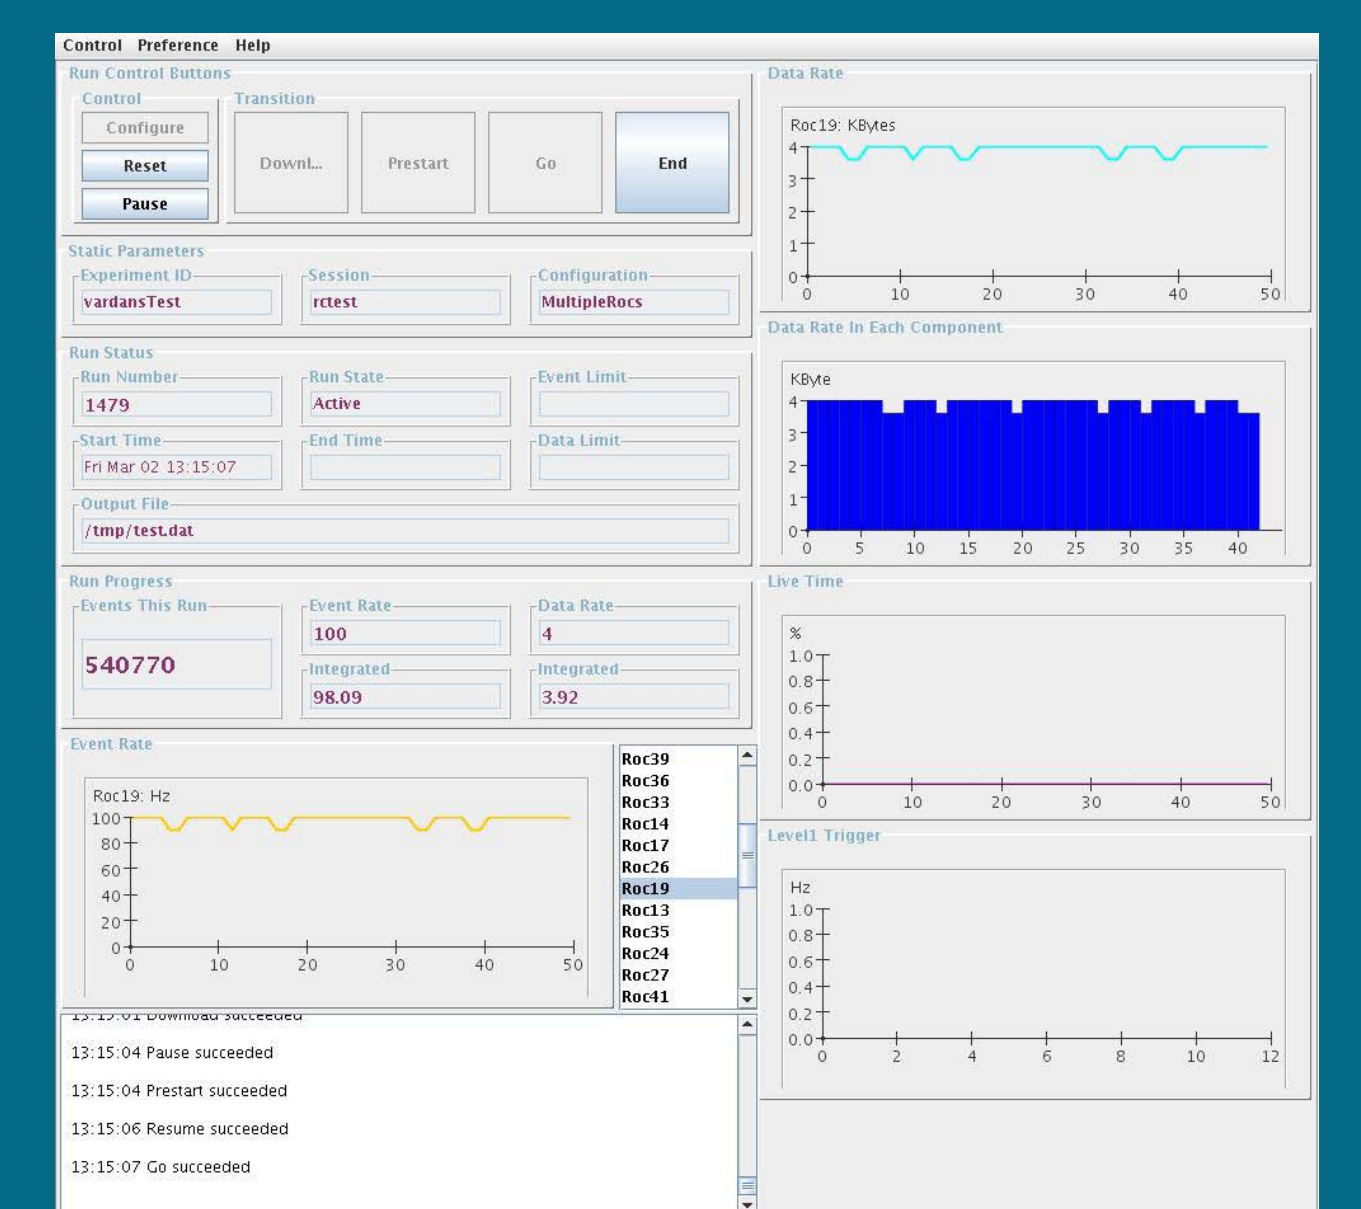 Control Preference Help
Run Control Buttons
Control
Transition
Configure
Reset
Pause
Downl...
Prestart
Go
End
Static Parameters
Experiment ID
Session
Configuration
vardansTest
rctest
MultipleRocs
Run Status
Run Number
Run State
Event Limit
1479
Active
Start Time
End Time
Data Limit
Fri Mar 02 13:15:07
Output File
/tmp/test.dat
Run Progress
Events This Run
Event Rate
Data Rate
540770
100
4
Integrated
Integrated
98.09
3.92
Event Rate
Roc19: Hz
100
80
60
40
20
0
0 10 20 30 40 50
Roc39
Roc36
Roc33
Roc14
Roc17
Roc26
Roc19
Roc13
Roc35
Roc24
Roc27
Roc41
13:15:01 Download succeeded
13:15:04 Pause succeeded
13:15:04 Prestart succeeded
13:15:06 Resume succeeded
13:15:07 Go succeeded
Data Rate
Roc19: KBytes
4
3
2
1
0
0 10 20 30 40 50
Data Rate In Each Component
KByte
4
3
2
1
0
0 5 10 15 20 25 30 35 40
Live Time
%
1.0
0.8
0.6
0.4
0.2
0.0
0 10 20 30 40 50
Level1 Trigger
Hz
1.0
0.8
0.6
0.4
0.2
0.0
0 2 4 6 8 10 12